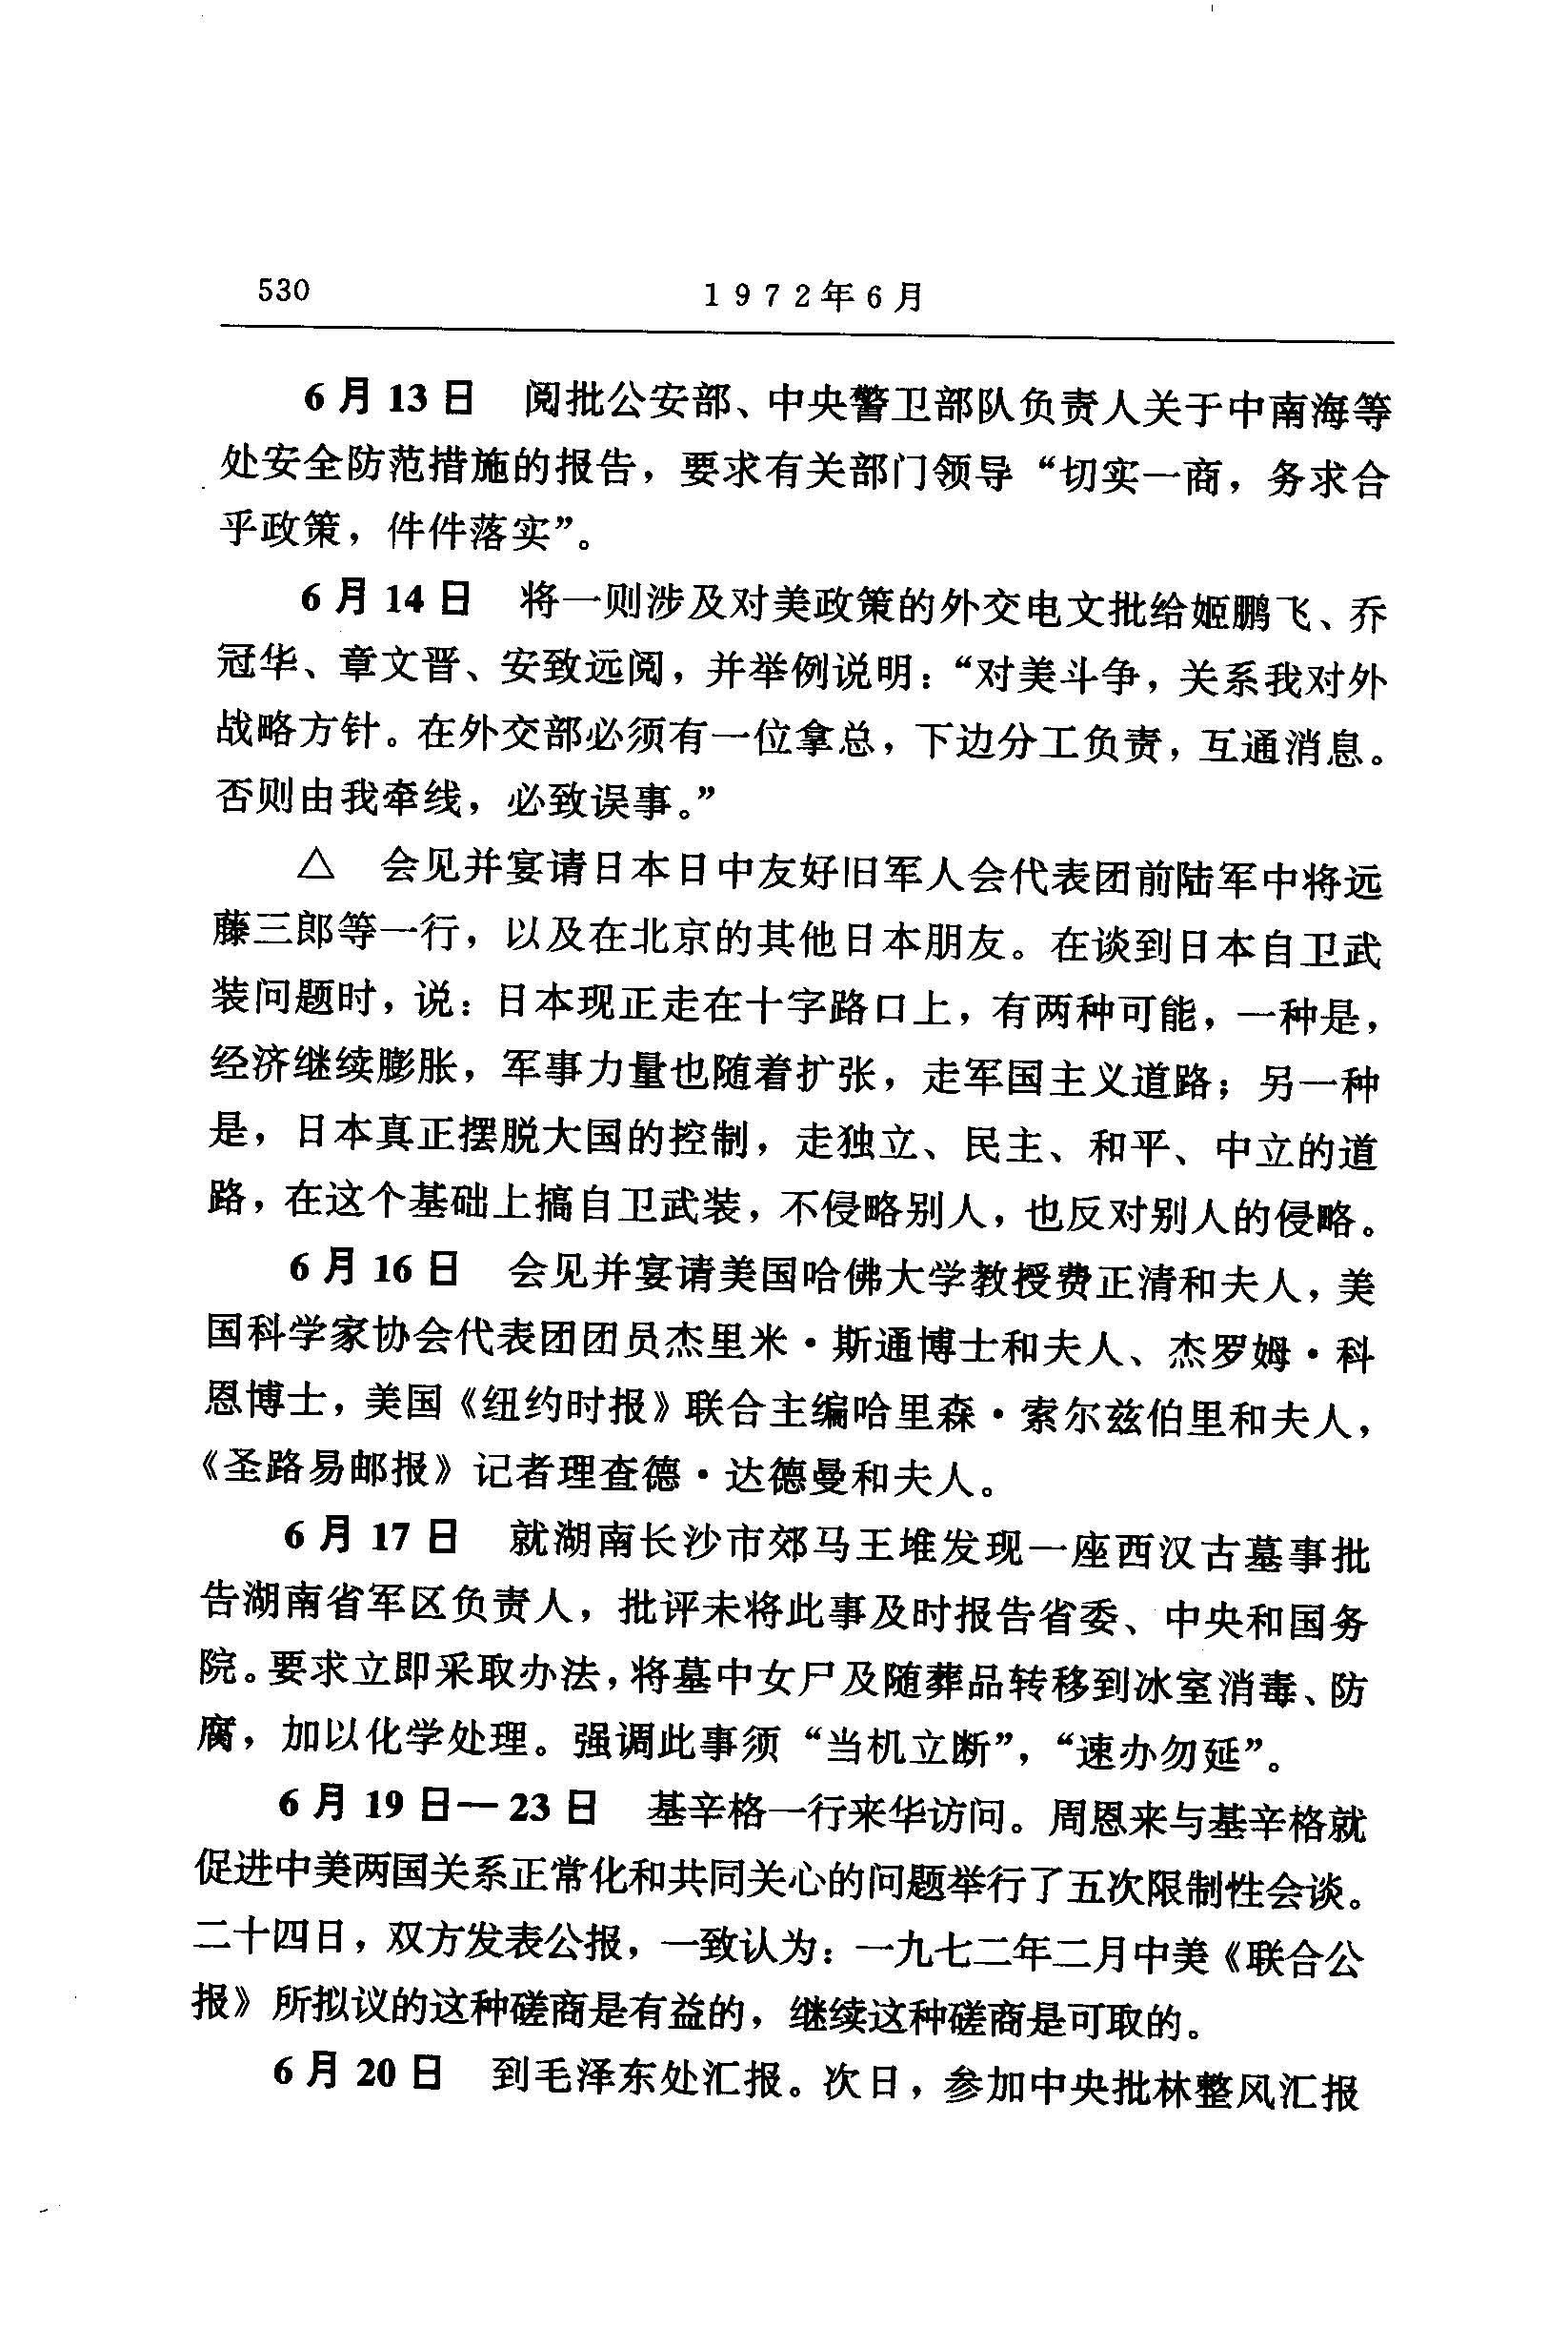 530
1972年6月
6月13日 阅批公安部、中央警卫部队负责人关于中南海等
处安全防范措施的报告，要求有关部门领导“切实一商，务求合
乎政策，件件落实”。
6月14日 将一则涉及对美政策的外交电文批给姬鹏飞、乔
冠华、章文晋、安致远阅，并举例说明：“对美斗争，关系我对外
战略方针。在外交部必须有一位拿总，下边分工负责，互通消息。
否则由我牵线，必致误事。”
△ 会见并宴请日本日中友好旧军人会代表团前陆军中将远
藤三郎等一行，以及在北京的其他日本朋友。在谈到日本自卫武
装问题时，说：日本现正走在十字路口上，有两种可能，一种是，
经济继续膨胀，军事力量也随着扩张，走军国主义道路；另一种
是，日本真正摆脱大国的控制，走独立、民主、和平、中立的道
路，在这个基础上搞自卫武装，不侵略别人，也反对别人的侵略。
6月16日 会见并宴请美国哈佛大学教授费正清和夫人，美
国科学家协会代表团团员杰里米·斯通博士和夫人、杰罗姆·科
恩博士，美国《纽约时报》联合主编哈里森·索尔兹伯里和夫人，
《圣路易邮报》记者理查德·达德曼和夫人。
6月17日 就湖南长沙市郊马王堆发现一座西汉古墓事批
告湖南省军区负责人，批评未将此事及时报告省委、中央和国务
院。要求立即采取办法，将墓中女尸及随葬品转移到冰室消毒、防
腐，加以化学处理。强调此事须“当机立断”，“速办勿延”。
6月19日—23日 基辛格一行来华访问。周恩来与基辛格就
促进中美两国关系正常化和共同关心的问题举行了五次限制性会谈。
二十四日，双方发表公报，一致认为：一九七二年二月中美《联合公
报》所拟议的这种磋商是有益的，继续这种磋商是可取的。
6月20日 到毛泽东处汇报。次日，参加中央批林整风汇报